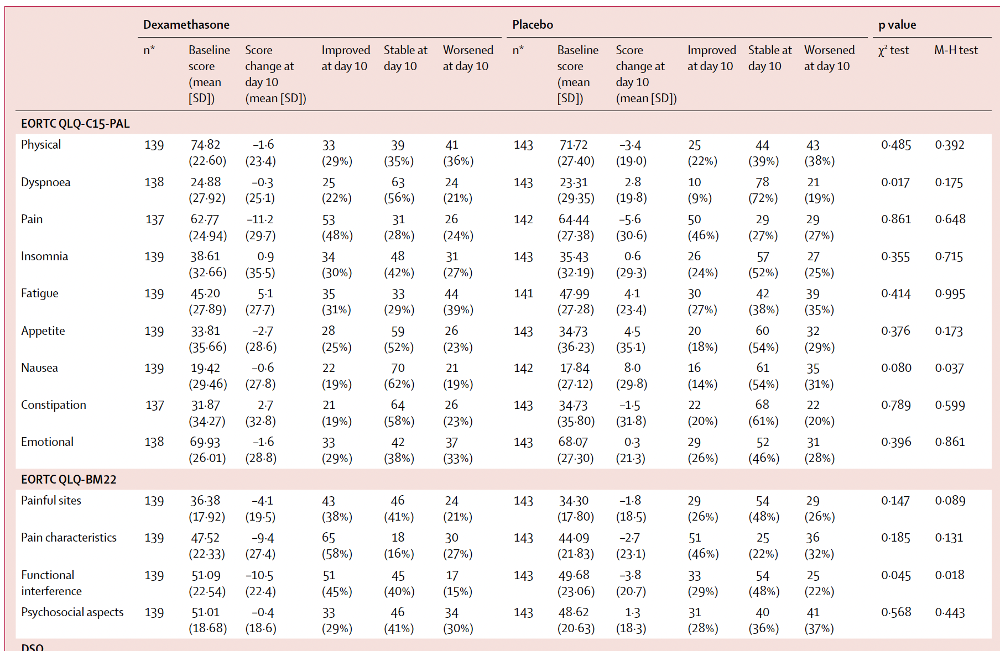 Dexamethasone Placebo p value
n* Baseline Score Improved Stable at Worsened n* Baseline Score Improved Stable at Worsened χ² test M-H test
score change at at day 10 day 10 at day 10 score change at at day 10 day 10 at day 10
(mean day 10 (mean day 10
[SD]) (mean [SD]) [SD]) (mean [SD])
EORTC QLQ-C15-PAL
Physical 139 74·82 –1·6 33 39 41 143 71·72 –3·4 25 44 43 0·485 0·392
(22·60) (23·4) (29%) (35%) (36%) (27·40) (19·0) (22%) (39%) (38%)
Dyspnoea 138 24·88 –0·3 25 63 24 143 23·31 2·8 10 78 21 0·017 0·175
(27·92) (25·1) (22%) (56%) (21%) (29·35) (19·8) (9%) (72%) (19%)
Pain 137 62·77 –11·2 53 31 26 142 64·44 –5·6 50 29 29 0·861 0·648
(24·94) (29·7) (48%) (28%) (24%) (27·38) (30·6) (46%) (27%) (27%)
Insomnia 139 38·61 0·9 34 48 31 143 35·43 0·6 26 57 27 0·355 0·715
(32·66) (35·5) (30%) (42%) (27%) (32·19) (29·3) (24%) (52%) (25%)
Fatigue 139 45·20 5·1 35 33 44 141 47·99 4·1 30 42 39 0·414 0·995
(27·89) (27·7) (31%) (29%) (39%) (27·28) (23·4) (27%) (38%) (35%)
Appetite 139 33·81 –2·7 28 59 26 143 34·73 4·5 20 60 32 0·376 0·173
(35·66) (28·6) (25%) (52%) (23%) (36·23) (35·1) (18%) (54%) (29%)
Nausea 139 19·42 –0·6 22 70 21 142 17·84 8·0 16 61 35 0·080 0·037
(29·46) (27·8) (19%) (62%) (19%) (27·12) (29·8) (14%) (54%) (31%)
Constipation 137 31·87 2·7 21 64 26 143 34·73 –1·5 22 68 22 0·789 0·599
(34·27) (32·8) (19%) (58%) (23%) (35·80) (31·8) (20%) (61%) (20%)
Emotional 138 69·93 –1·6 33 42 37 143 68·07 0·3 29 52 31 0·396 0·861
(26·01) (28·8) (29%) (38%) (33%) (27·30) (21·3) (26%) (46%) (28%)
EORTC QLQ-BM22
Painful sites 139 36·38 –4·1 43 46 24 143 34·30 –1·8 29 54 29 0·147 0·089
(17·92) (19·5) (38%) (41%) (21%) (17·80) (18·5) (26%) (48%) (26%)
Pain characteristics 139 47·52 –9·4 65 18 30 143 44·09 –2·7 51 25 36 0·185 0·131
(22·33) (27·4) (58%) (16%) (27%) (21·83) (23·1) (46%) (22%) (32%)
Functional 139 51·09 –10·5 51 45 17 143 49·68 –3·8 33 54 25 0·045 0·018
interference (22·54) (22·4) (45%) (40%) (15%) (23·06) (20·7) (29%) (48%) (22%)
Psychosocial aspects 139 51·01 –0·4 33 46 34 143 48·62 1·3 31 40 41 0·568 0·443
(18·68) (18·6) (29%) (41%) (30%) (20·63) (18·3) (28%) (36%) (37%)
DSQ